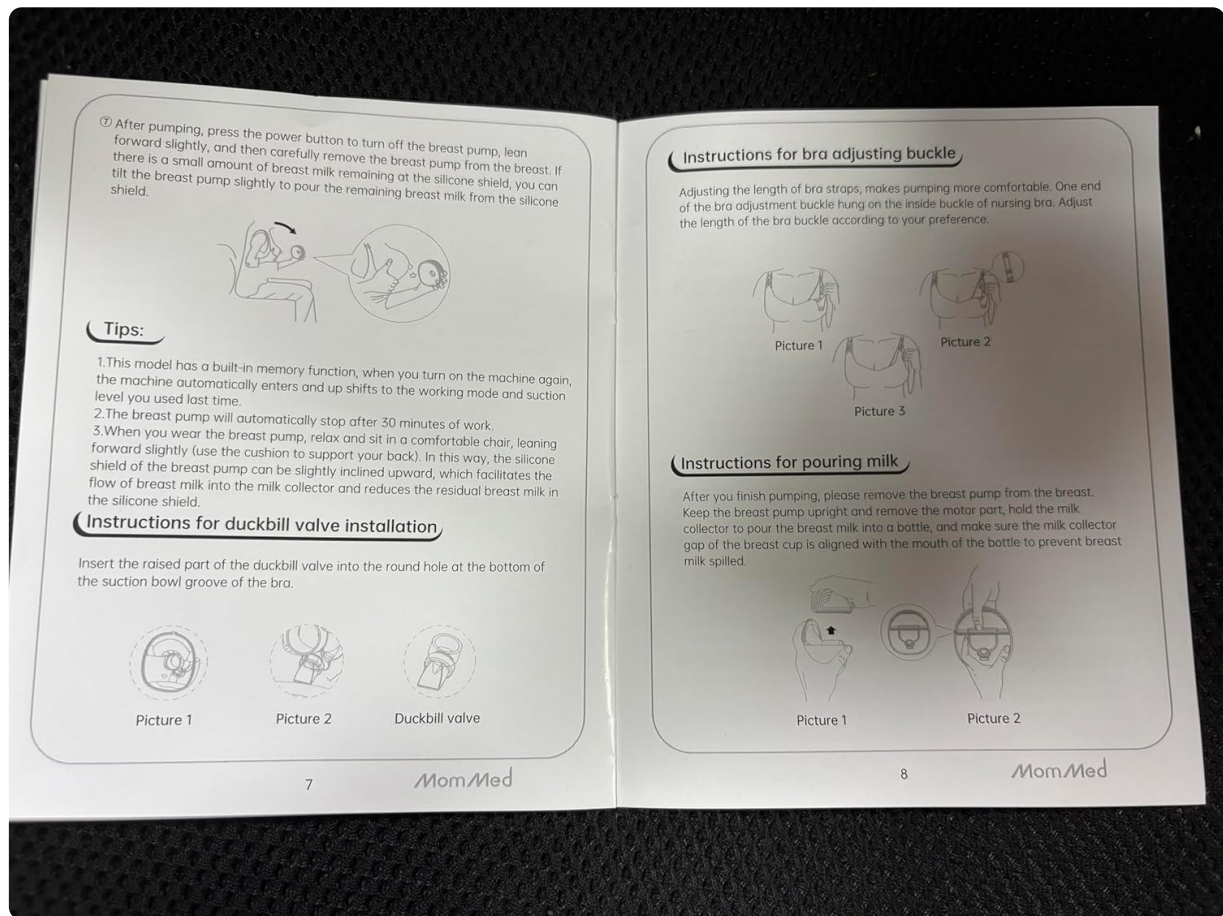 ⑦ After pumping, press the power button to turn off the breast pump, lean
forward slightly, and then carefully remove the breast pump from the breast. If
there is a small amount of breast milk remaining at the silicone shield, you can
tilt the breast pump slightly to pour the remaining breast milk from the silicone
shield.
Tips:
1.This model has a built-in memory function, when you turn on the machine again,
the machine automatically enters and up shifts to the working mode and suction
level you used last time.
2.The breast pump will automatically stop after 30 minutes of work.
3.When you wear the breast pump, relax and sit in a comfortable chair, leaning
forward slightly (use the cushion to support your back). In this way, the silicone
shield of the breast pump can be slightly inclined upward, which facilitates the
flow of breast milk into the milk collector and reduces the residual breast milk in
the silicone shield.
Instructions for duckbill valve installation
Insert the raised part of the duckbill valve into the round hole at the bottom of
the suction bowl groove of the bra.
Picture 1
Picture 2
Duckbill valve
7
MomMed
Instructions for bra adjusting buckle
Adjusting the length of bra straps, makes pumping more comfortable. One end
of the bra adjustment buckle hung on the inside buckle of nursing bra. Adjust
the length of the bra buckle according to your preference.
Picture 1
Picture 2
Picture 3
Instructions for pouring milk
After you finish pumping, please remove the breast pump from the breast.
Keep the breast pump upright and remove the motor part, hold the milk
collector to pour the breast milk into a bottle, and make sure the milk collector
gap of the breast cup is aligned with the mouth of the bottle to prevent breast
milk spilled.
Picture 1
Picture 2
8
MomMed